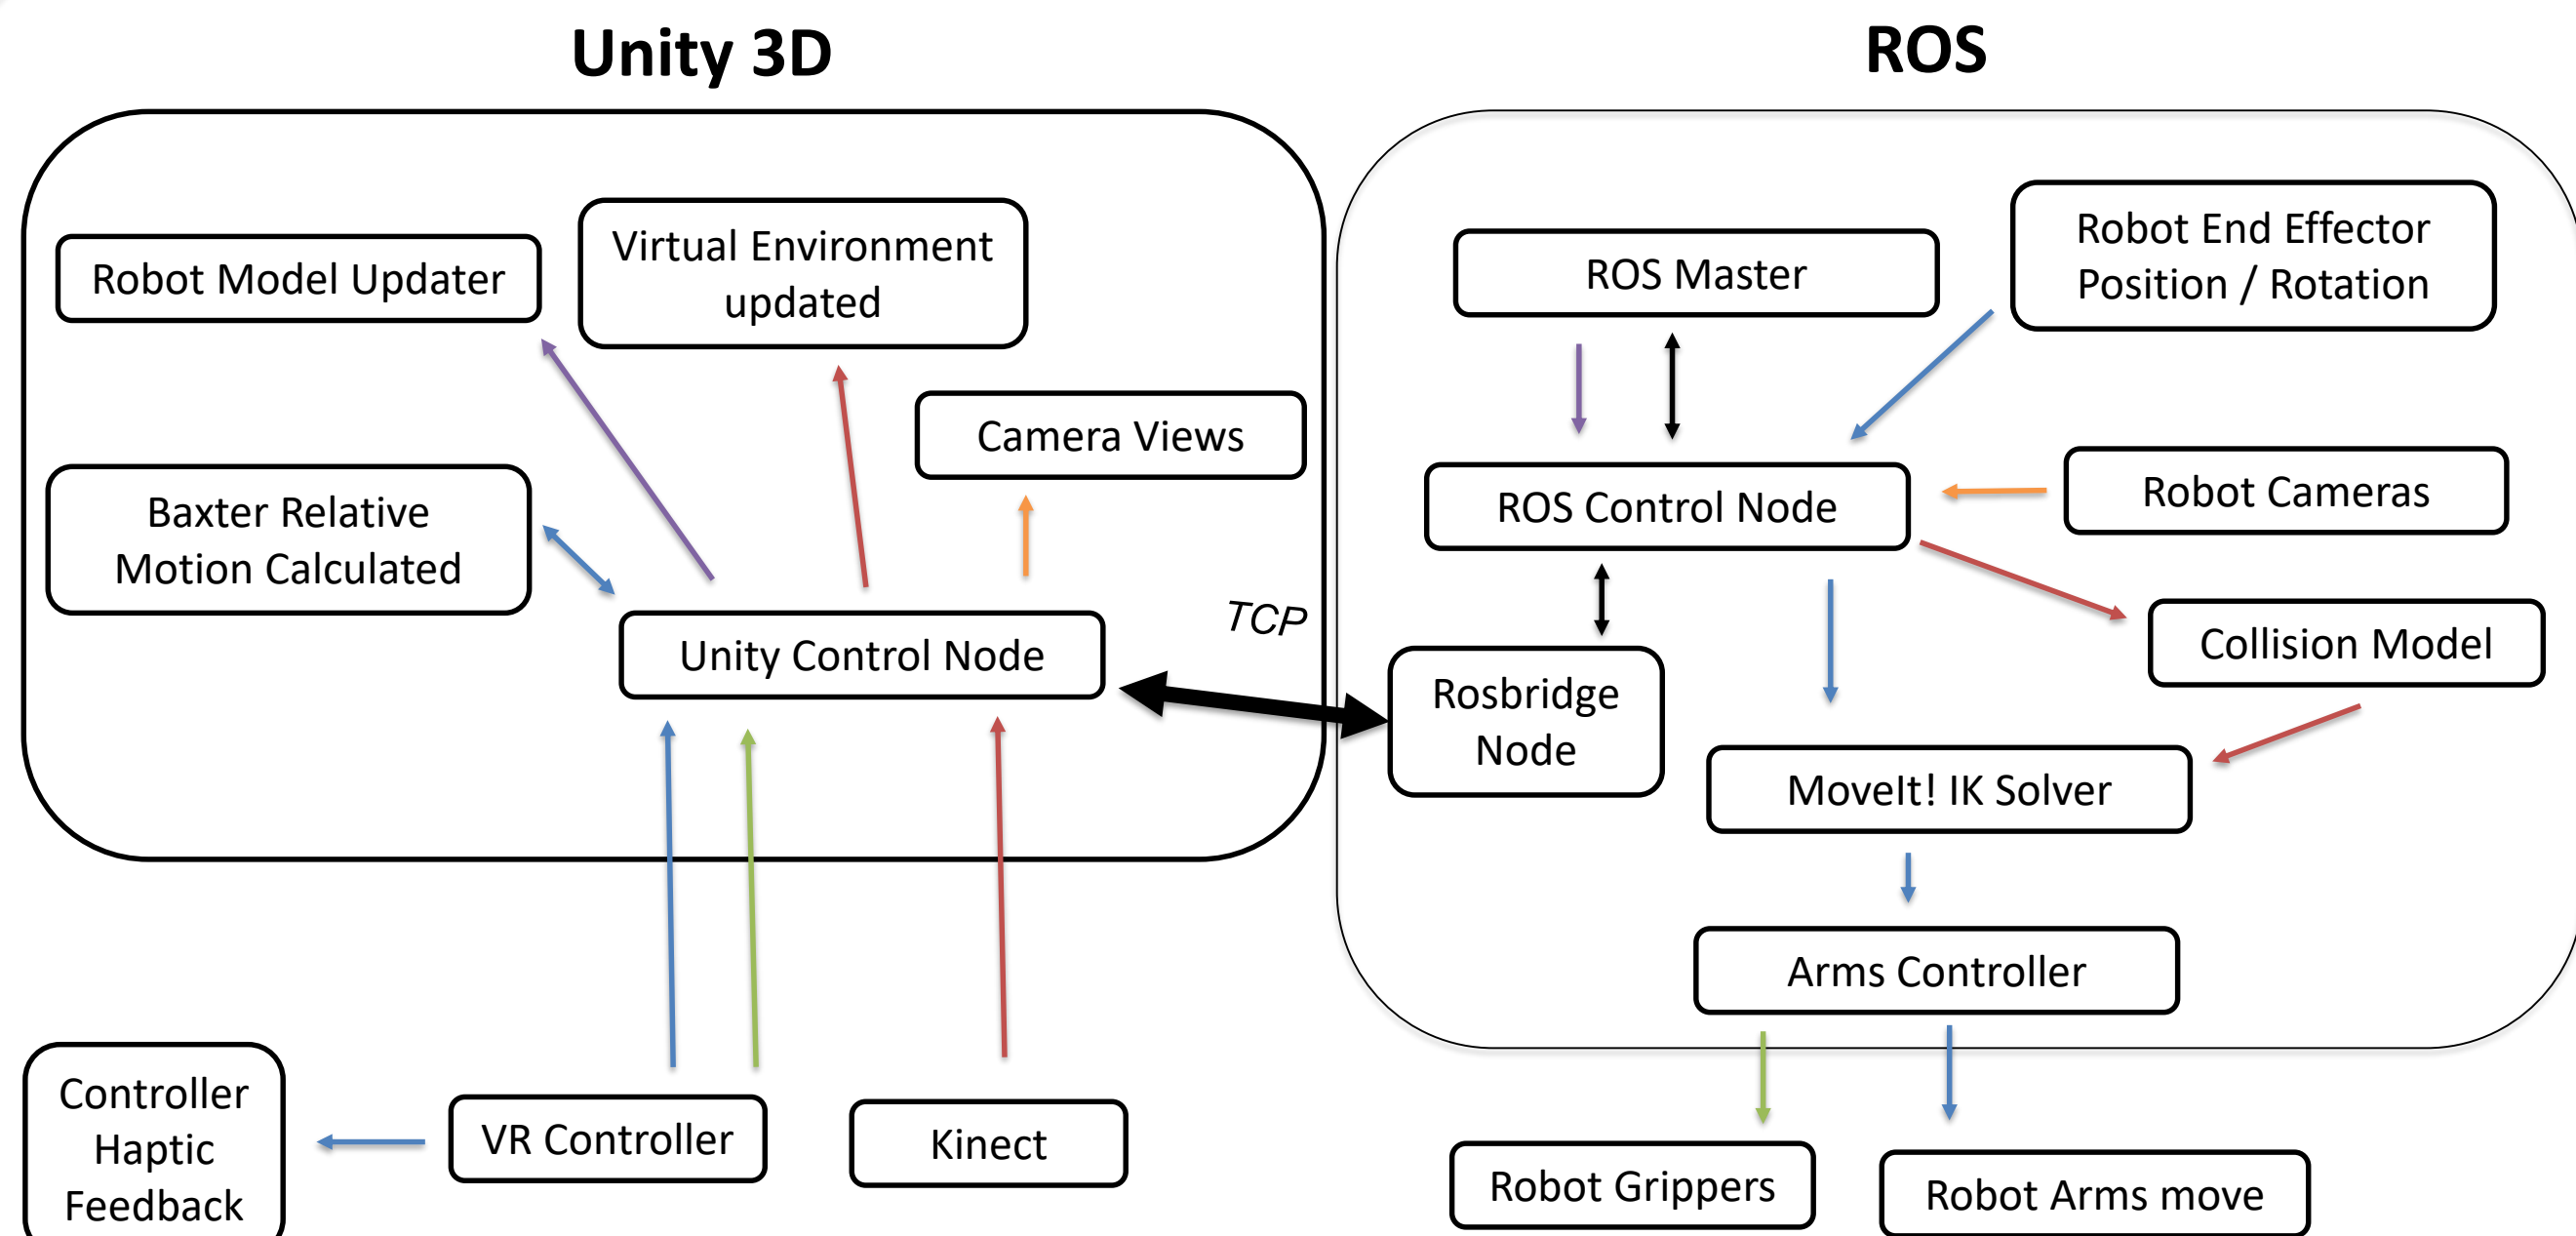 Unity 3D
ROS
Robot Model Updater
Virtual Environment
updated
Camera Views
Baxter Relative
Motion Calculated
Unity Control Node
TCP
ROS Master
Robot End Effector
Position / Rotation
ROS Control Node
Robot Cameras
Rosbridge
Node
Collision Model
MoveIt! IK Solver
Arms Controller
Controller
Haptic
Feedback
VR Controller
Kinect
Robot Grippers
Robot Arms move